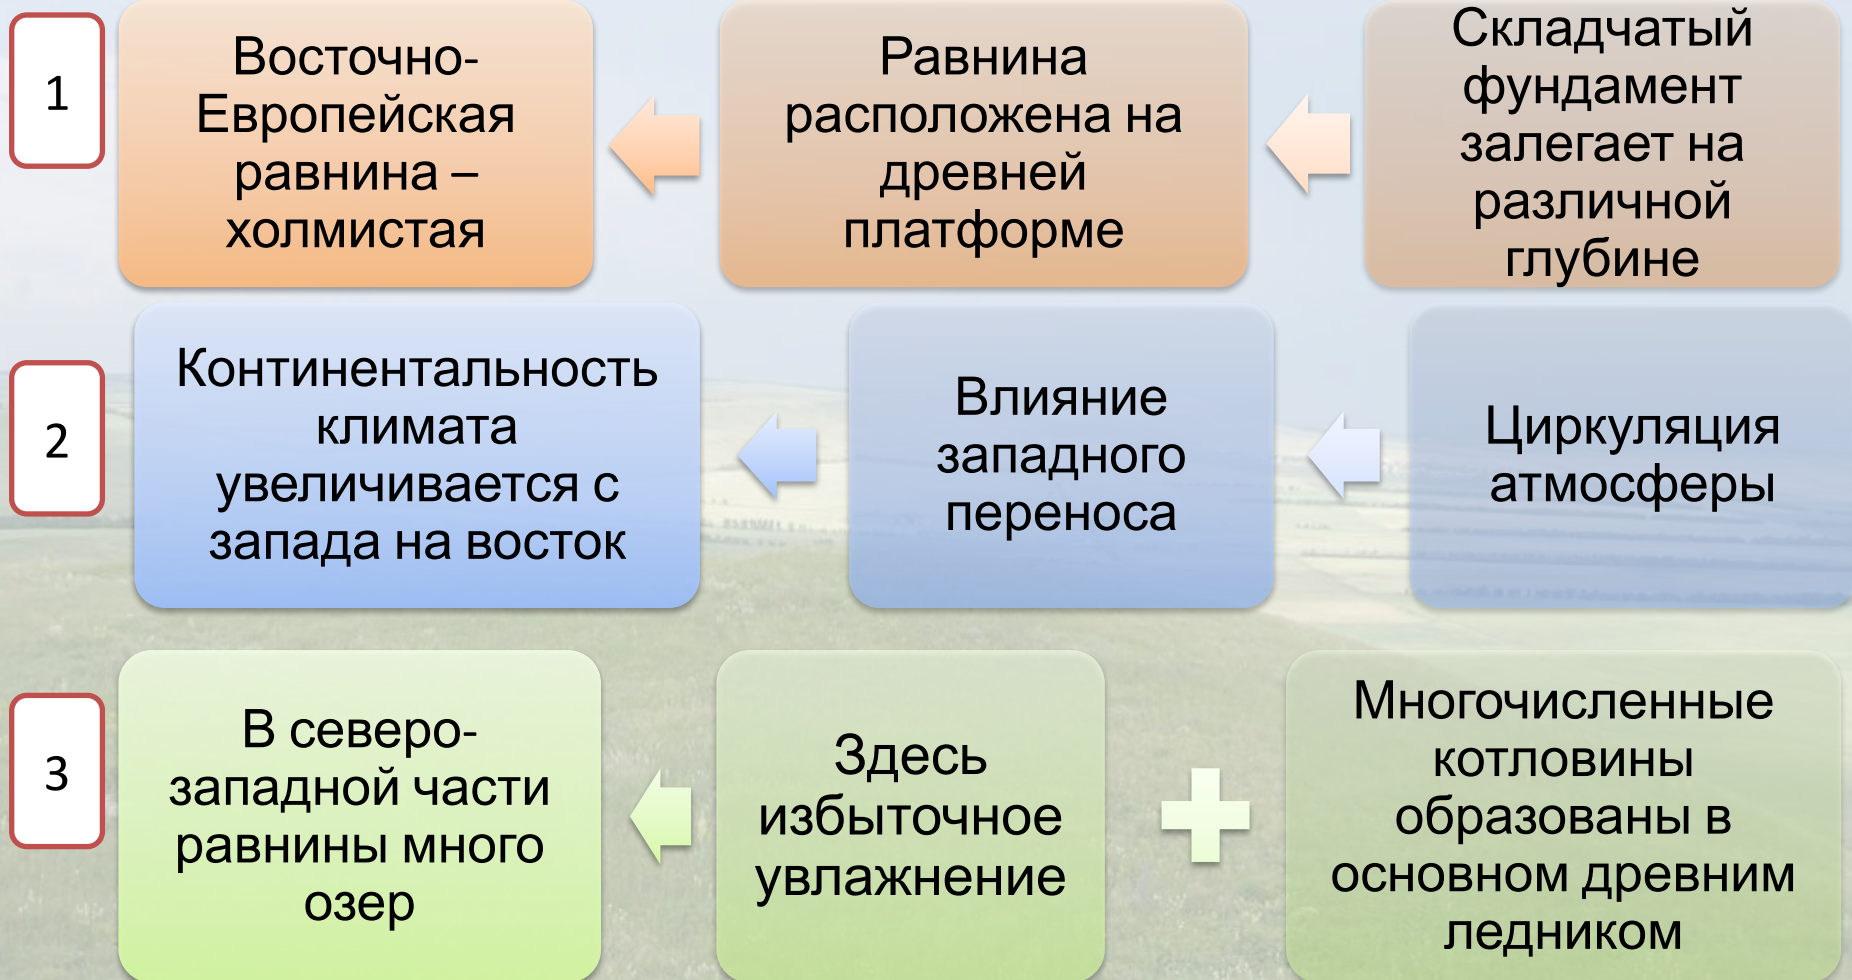 1
Восточно-
Европейская
равнина –
холмистая
Равнина
расположена на
древней
платформе
Складчатый
фундамент
залегает на
различной
глубине
2
Континентальность
климата
увеличивается с
запада на восток
Влияние
западного
переноса
Циркуляция
атмосферы
3
В северо-
западной части
равнины много
озер
Здесь
избыточное
увлажнение
Многочисленные
котловины
образованы в
основном древним
ледником